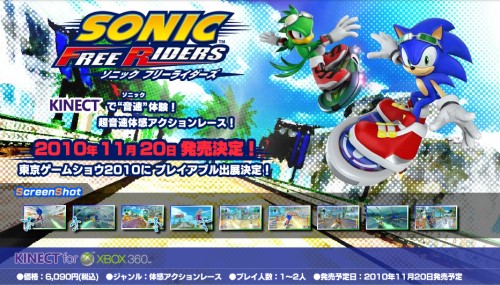 SONIC
FREE RIDERS
ソニック フリーライダーズ
ソニック
KINECTで“音速”体験!
超音速体感アクションレース!
2010年11月20日 発売決定!
東京ゲームショウ2010に プレイアブル出展決定!
ScreenShot
KINECT for XBOX 360
●価格:6,090円(税込) ●ジャンル:体感アクションレース ●プレイ人数:1〜2人 ●発売予定日:2010年11月20日発売予定